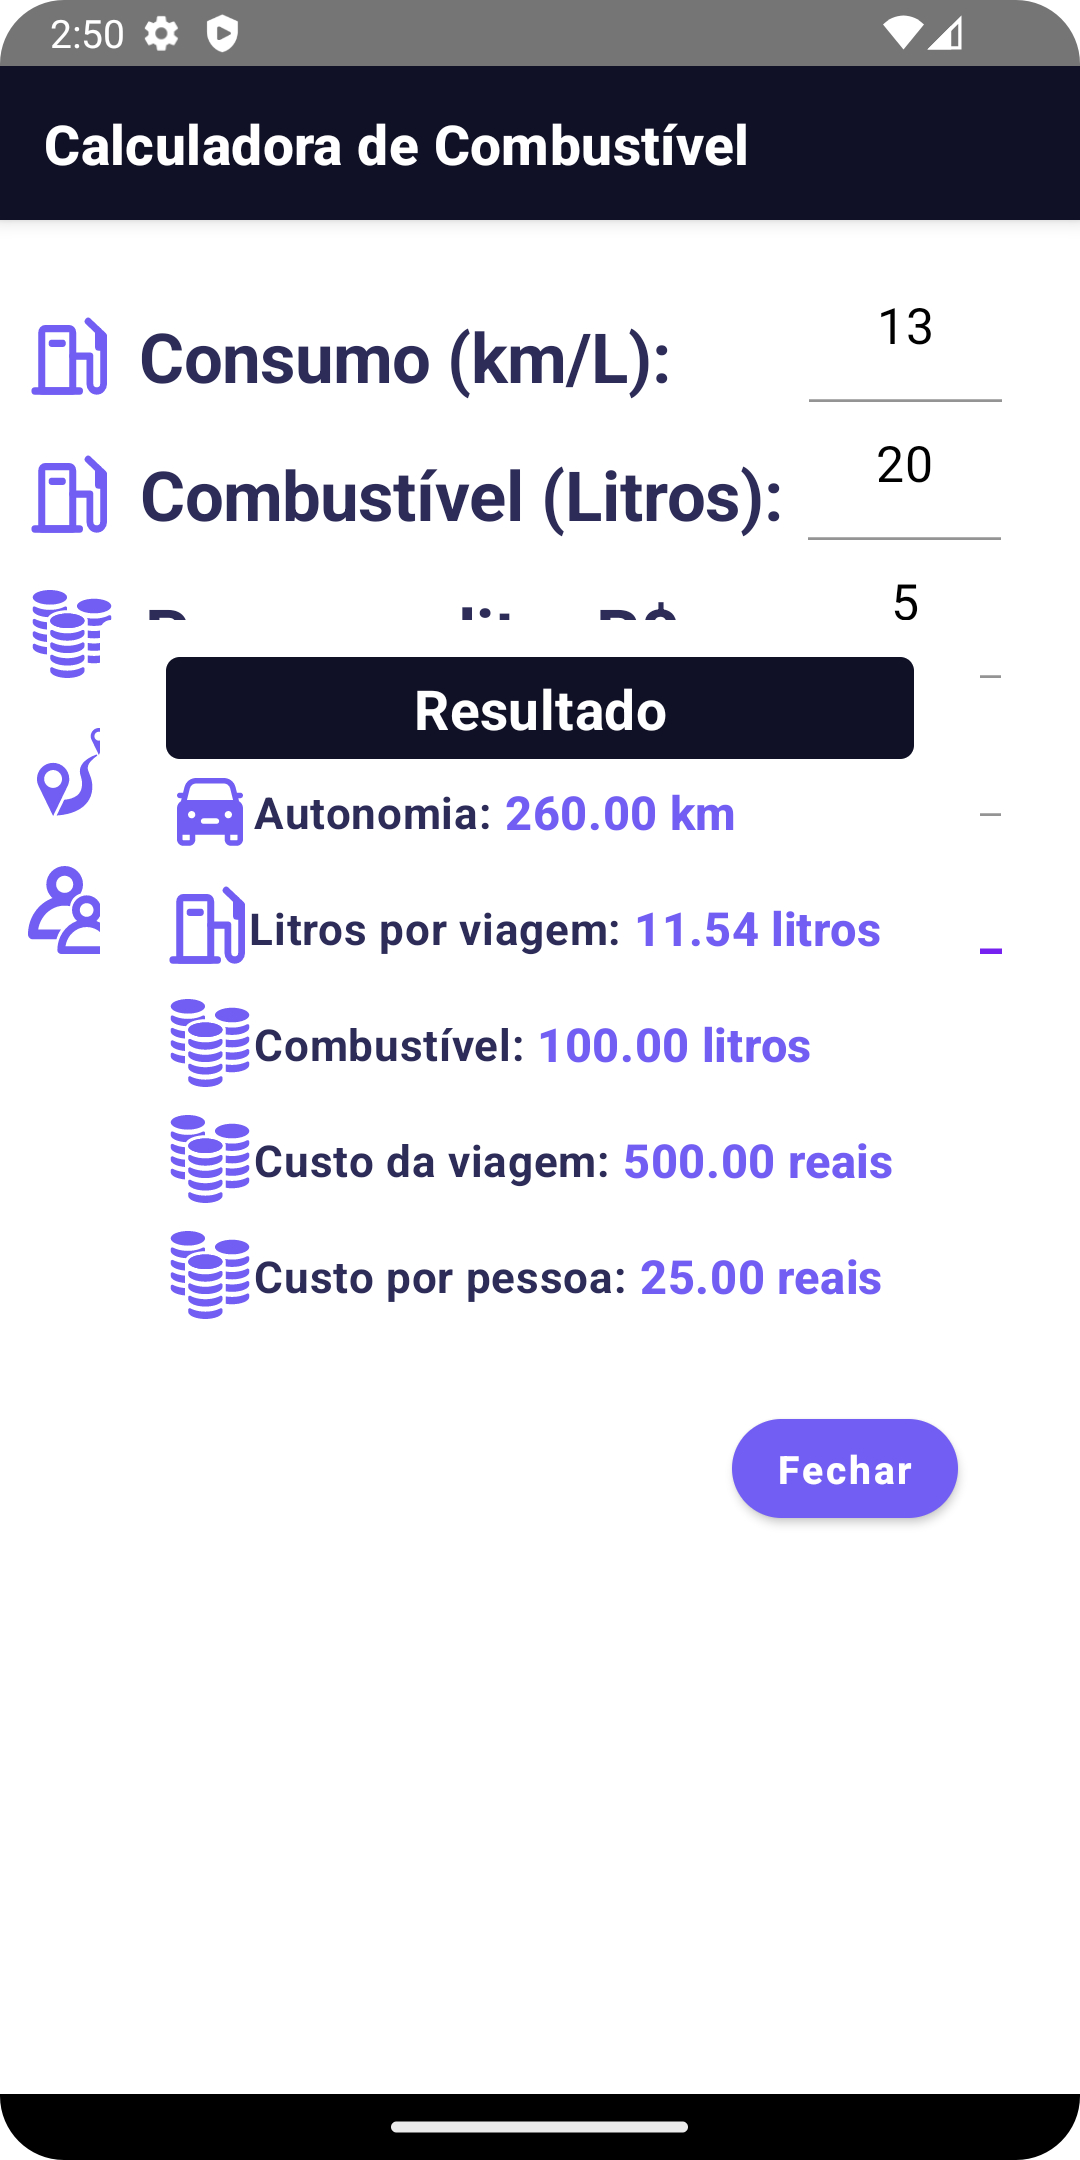 2:50
Calculadora de Combustível
Consumo (km/L):
13
Combustível (Litros):
20
5
Resultado
Autonomia: 260.00 km
Litros por viagem: 11.54 litros
Combustível: 100.00 litros
Custo da viagem: 500.00 reais
Custo por pessoa: 25.00 reais
Fechar